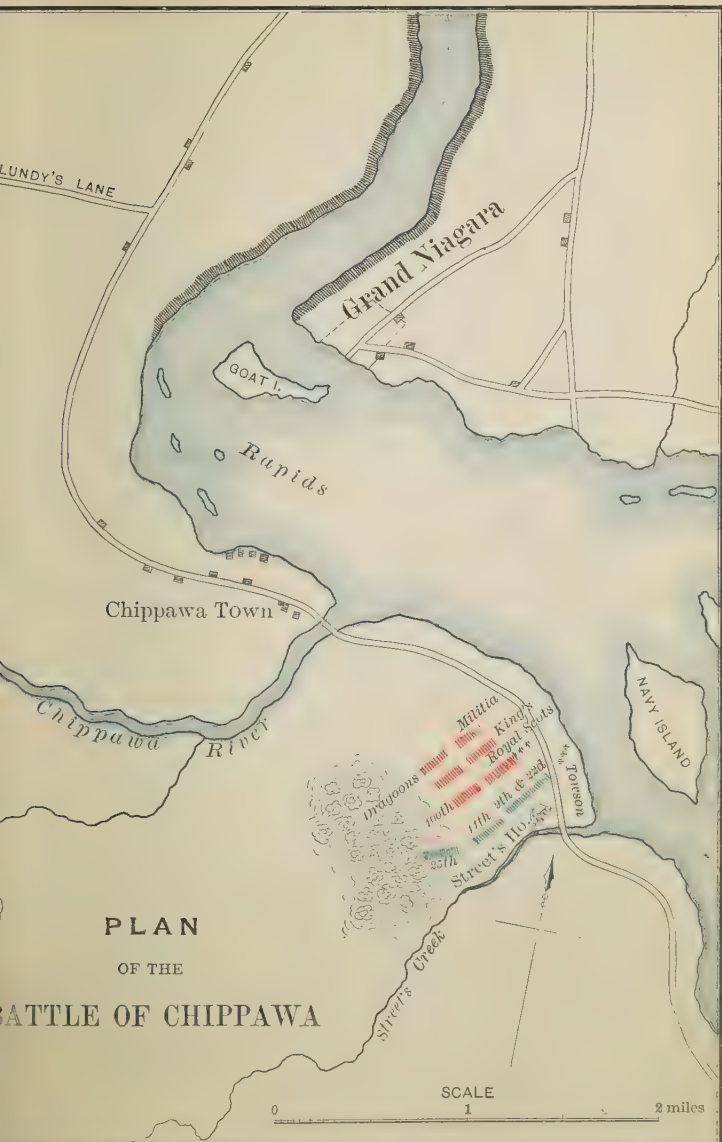 LUNDY'S LANE
Grand Niagara
GOAT I.
Rapids
Chippawa Town
Chippawa River
NAVY ISLAND
Militia
King's
Royal Scots
Dragoons
100th
Towson
11th 9th & 22d
25th
Street's Ho.
Street's Creek
PLAN
OF THE
BATTLE OF CHIPPAWA
SCALE
0 1 2 miles